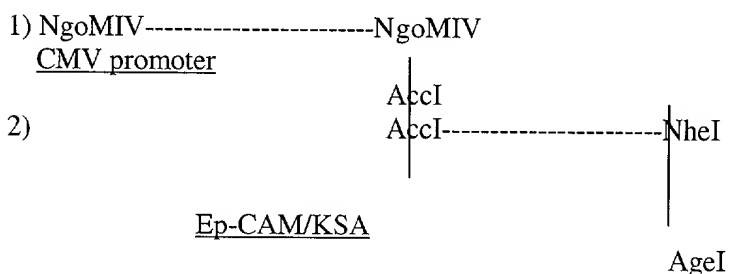 1) NgoMIV--------------------NgoMIV
CMV promoter
AccI
2) AccI--------------------NheI
Ep-CAM/KSA
AgeI